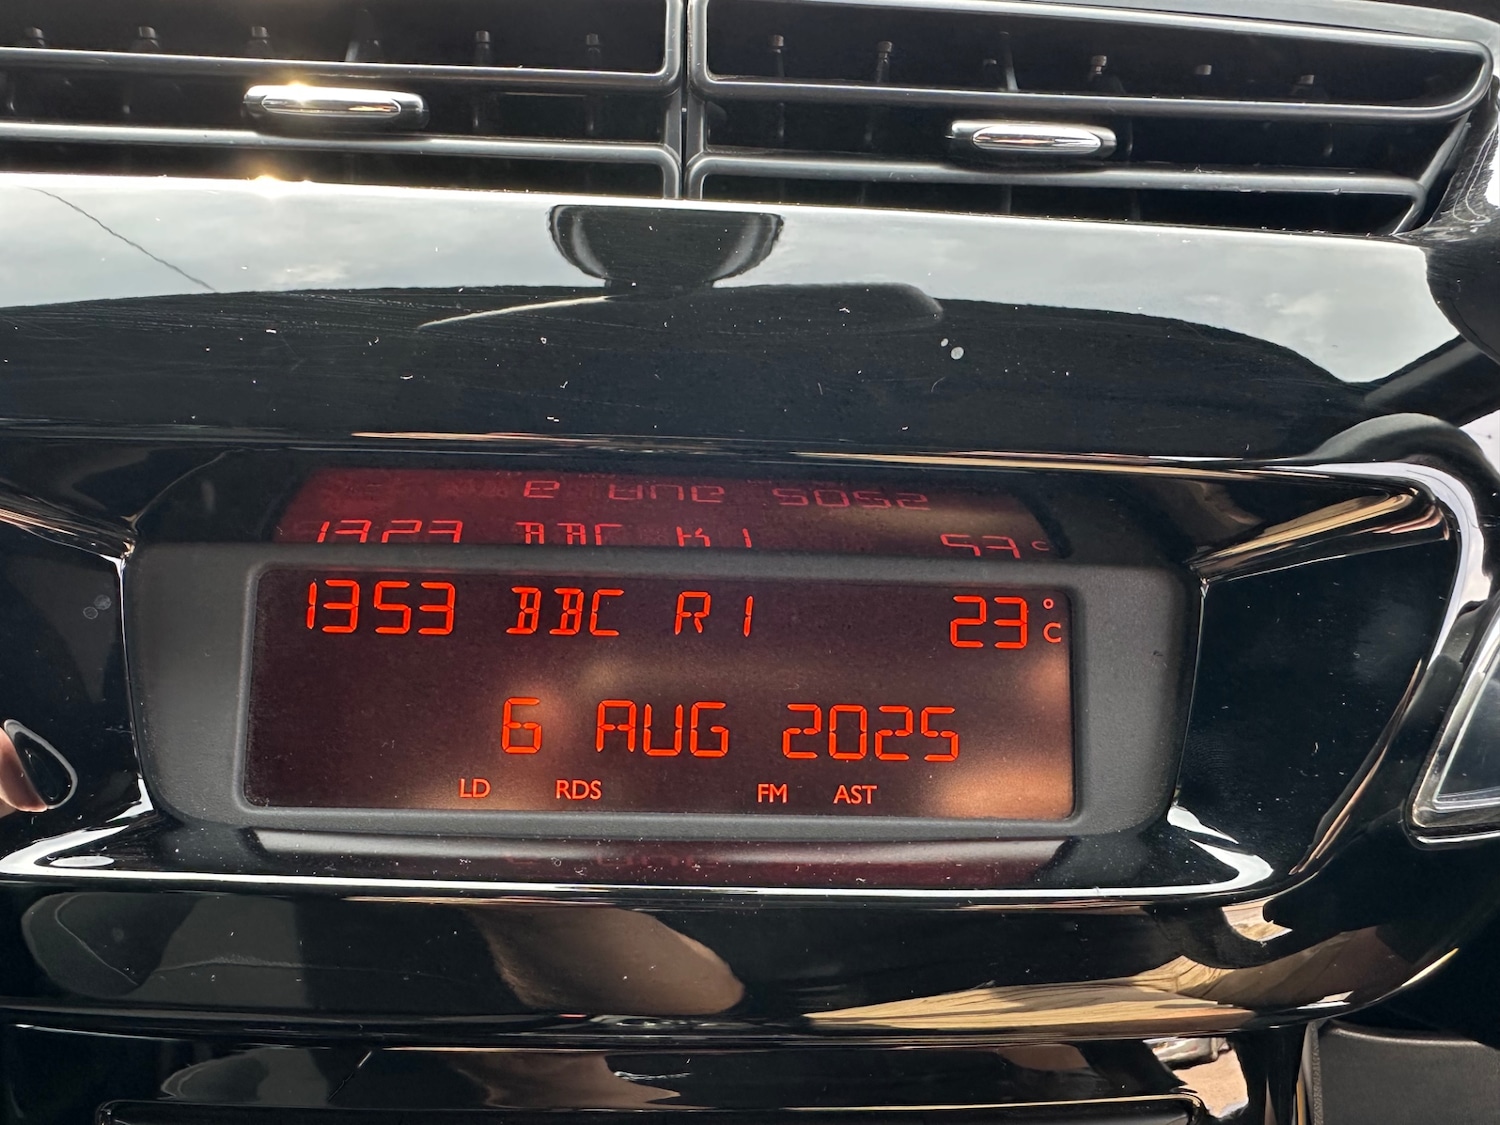 1353 BBC R1 23°C
6 AUG 2025
LD RDS FM AST